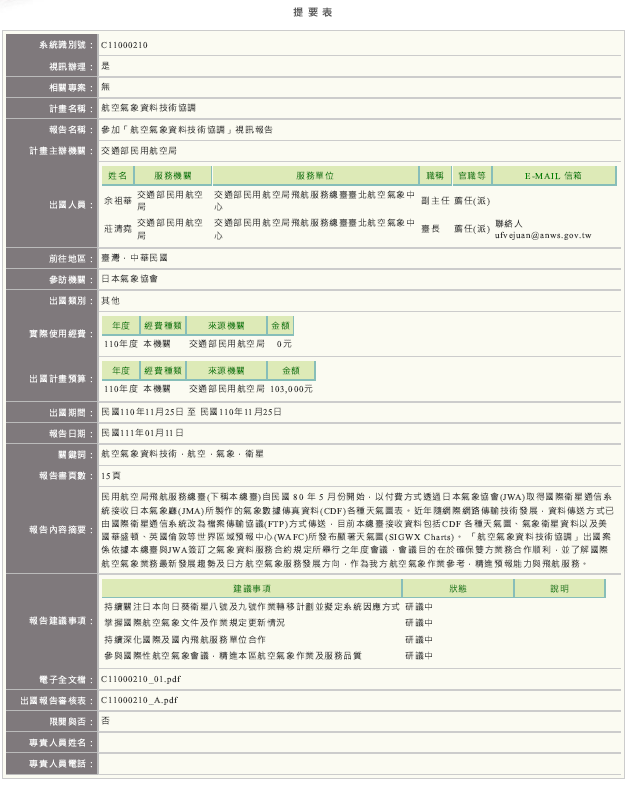 提要表
系統識別號： C11000210
視訊辦理： 是
相關專案： 無
計畫名稱： 航空氣象資料技術協調
報告名稱： 參加「航空氣象資料技術協調」視訊報告
計畫主辦機關： 交通部民用航空局
出國人員：
姓名 服務機關 服務單位 職稱 官職等 E-MAIL 信箱
余祖華 交通部民用航空局 交通部民用航空局飛航服務總臺臺北航空氣象中心 副主任 薦任(派)
莊清堯 交通部民用航空局 交通部民用航空局飛航服務總臺臺北航空氣象中心 臺長 薦任(派) 聯絡人 ufvejuan@anws.gov.tw
前往地區： 臺灣，中華民國
參訪機關： 日本氣象協會
出國類別： 其他
實際使用經費：
年度 經費種類 來源機關 金額
110年度 本機關 交通部民用航空局 0元
出國計畫預算：
年度 經費種類 來源機關 金額
110年度 本機關 交通部民用航空局 103,000元
出國期間： 民國110年11月25日 至 民國110年11月25日
報告日期： 民國111年01月11日
關鍵詞： 航空氣象資料技術，航空，氣象，衛星
報告書頁數： 15頁
報告內容摘要：
民用航空局飛航服務總臺(下稱本總臺)自民國 80 年 5 月份開始，以付費方式透過日本氣象協會(JWA)取得國際衛星通信系
統接收日本氣象廳(JMA)所製作的氣象數據傳真資料(CDF)各種天氣圖表。近年隨網際網路傳輸技術發展，資料傳送方式已
由國際衛星通信系統改為檔案傳輸協議(FTP)方式傳送，目前本總臺接收資料包括CDF 各種天氣圖、氣象衛星資料以及美
國華盛頓、英國倫敦等世界區域預報中心(WAFC)所發布顯著天氣圖(SIGWX Charts)。「航空氣象資料技術協調」出國案
係依據本總臺與JWA簽訂之氣象資料服務合約規定所舉行之年度會議，會議目的在於確保雙方業務合作順利，並了解國際
航空氣象業務最新發展趨勢及日方航空氣象服務發展方向，作為我方航空氣象作業參考，精進預報能力與飛航服務。
報告建議事項：
建議事項 狀態 說明
持續關注日本向日葵衛星八號及九號作業轉移計劃並擬定系統因應方式 研議中
掌握國際航空氣象文件及作業規定更新情況 研議中
持續深化國際及國內飛航服務單位合作 研議中
參與國際性航空氣象會議，精進本區航空氣象作業及服務品質 研議中
電子全文檔： C11000210_01.pdf
出國報告審核表： C11000210_A.pdf
限閱與否： 否
專責人員姓名：
專責人員電話：